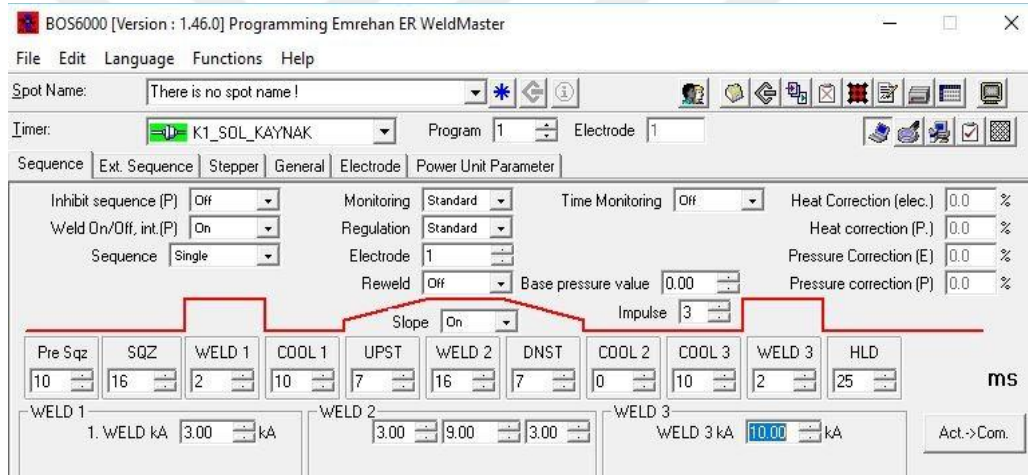 BOS6000 [Version : 1.46.0] Programming Emrehan ER WeldMaster
File Edit Language Functions Help
Spot Name: There is no spot name !
Timer: K1_SOL_KAYNAK Program 1 Electrode 1
Sequence Ext. Sequence Stepper General Electrode Power Unit Parameter
Inhibit sequence (P) Off Monitoring Standard Time Monitoring Off Heat Correction (elec.) 0.0 %
Weld On/Off, int.(P) On Regulation Standard Heat correction (P.) 0.0 %
Sequence Single Electrode 1 Pressure Correction (E) 0.0 %
Reweld Off Base pressure value 0.00 Pressure correction (P) 0.0 %
Slope On Impulse 3
Pre Sqz SQZ WELD 1 COOL 1 UPST WELD 2 DNST COOL 2 COOL 3 WELD 3 HLD
10 16 2 10 7 16 7 0 10 2 25 ms
WELD 1 WELD 2 WELD 3
1. WELD kA 3.00 kA 3.00 9.00 3.00 WELD 3 kA 10.00 kA Act.->Com.